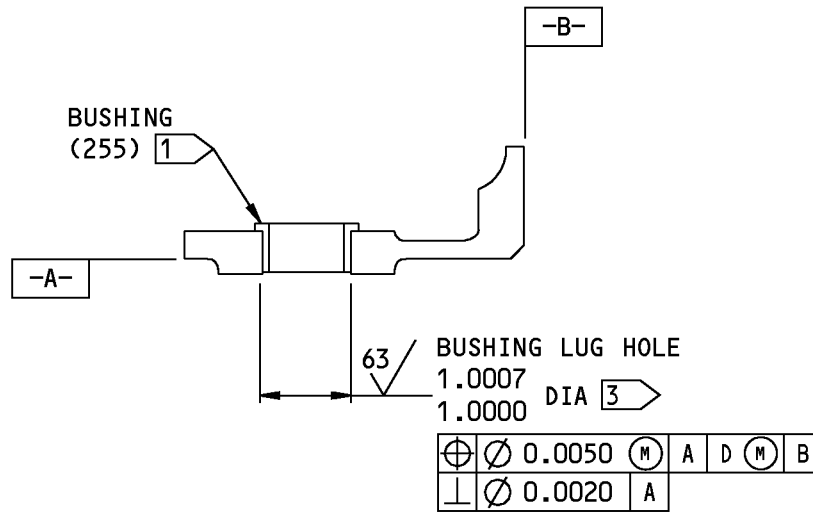 -B-
BUSHING
(255) 1
-A-
63
BUSHING LUG HOLE
1.0007
1.0000 DIA 3
⌖ ⌀ 0.0050 Ⓜ A D Ⓜ B
⟂ ⌀ 0.0020 A